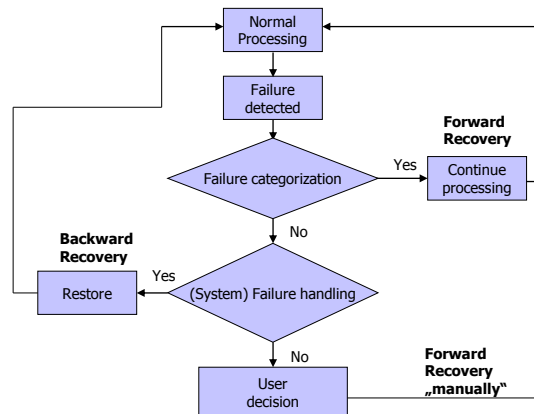 Normal
Processing
Failure
detected
Forward
Recovery
Failure categorization
Yes
Continue
processing
No
Backward
Recovery
Yes
Restore
(System) Failure handling
No
User
decision
Forward
Recovery
„manually“